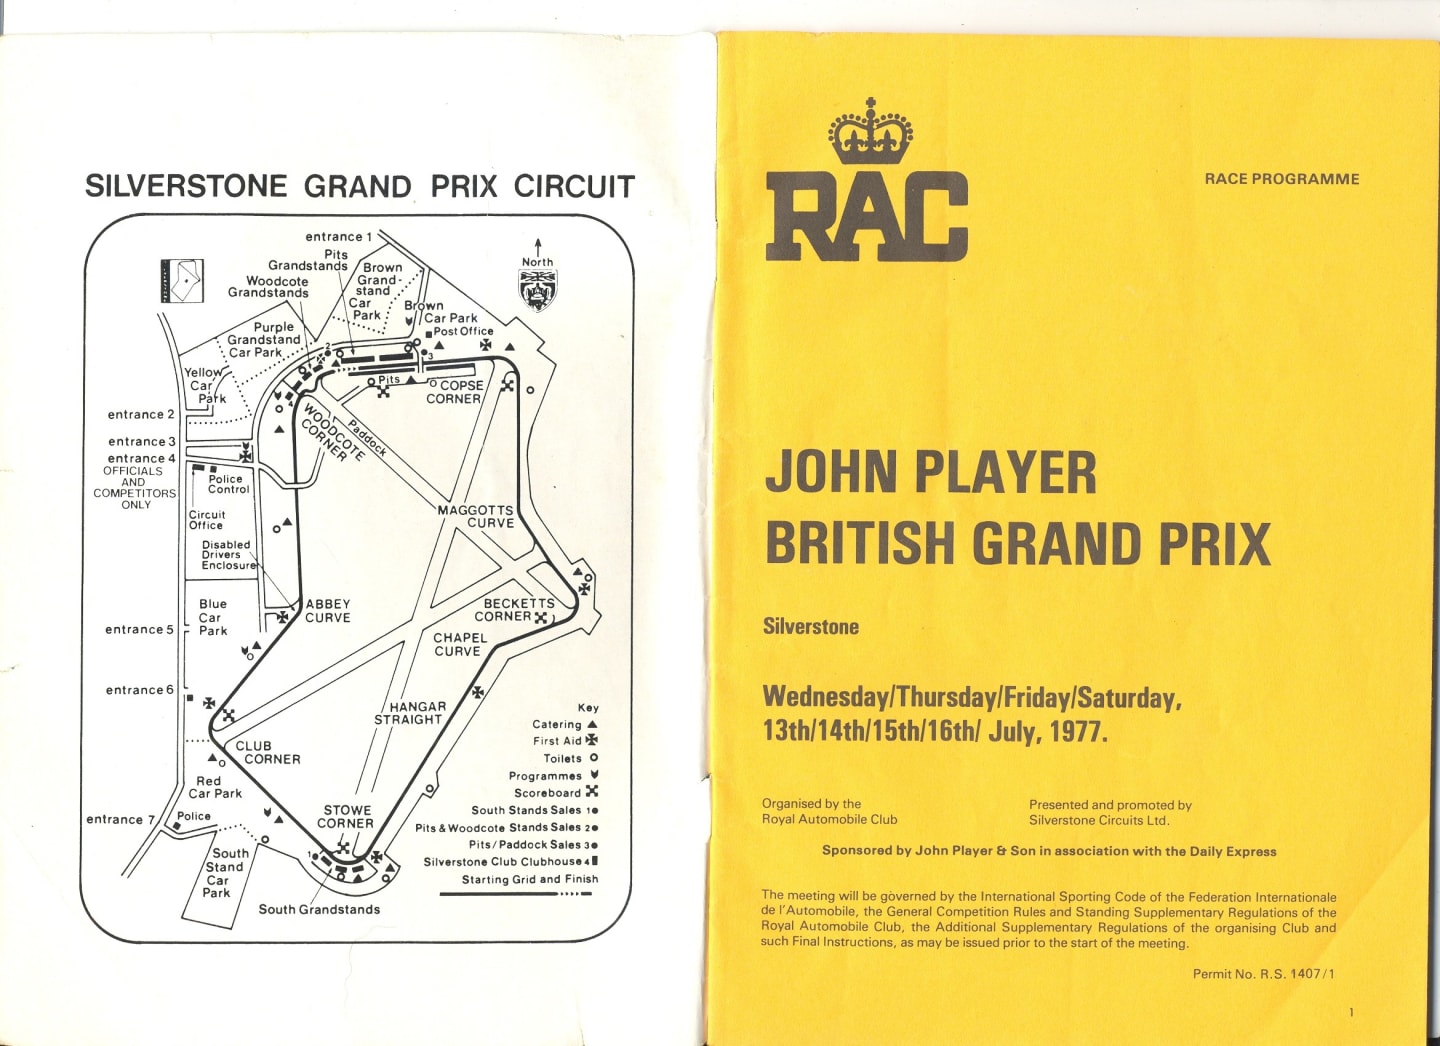 SILVERSTONE GRAND PRIX CIRCUIT
entrance 1
Pits
Grandstands
Woodcote
Grandstands
Brown
Grand-
stand
Car
Park
North
Brown
Car Park
Post Office
Purple
Grandstand
Car Park
Yellow
Car
Park
2
3
4
Pits
COPSE
CORNER
WOODCOTE
CORNER
Paddock
entrance 2
entrance 3
entrance 4
OFFICIALS
AND
COMPETITORS
ONLY
Police
Control
Circuit
Office
Disabled
Drivers
Enclosure
MAGGOTTS
CURVE
Blue
Car
Park
ABBEY
CURVE
BECKETTS
CORNER
entrance 5
CHAPEL
CURVE
entrance 6
HANGAR
STRAIGHT
CLUB
CORNER
Red
Car Park
entrance 7
Police
STOWE
CORNER
South
Stand
Car
Park
1
South Grandstands
Key
Catering
First Aid
Toilets
Programmes
Scoreboard
South Stands Sales 1
Pits & Woodcote Stands Sales 2
Pits / Paddock Sales 3
Silverstone Club Clubhouse 4
Starting Grid and Finish
RAC
RACE PROGRAMME
JOHN PLAYER
BRITISH GRAND PRIX
Silverstone
Wednesday/Thursday/Friday/Saturday,
13th/14th/15th/16th/ July, 1977.
Organised by the
Royal Automobile Club
Presented and promoted by
Silverstone Circuits Ltd.
Sponsored by John Player & Son in association with the Daily Express
The meeting will be governed by the International Sporting Code of the Federation Internationale
de l'Automobile, the General Competition Rules and Standing Supplementary Regulations of the
Royal Automobile Club, the Additional Supplementary Regulations of the organising Club and
such Final Instructions, as may be issued prior to the start of the meeting.
Permit No. R.S. 1407/1
1